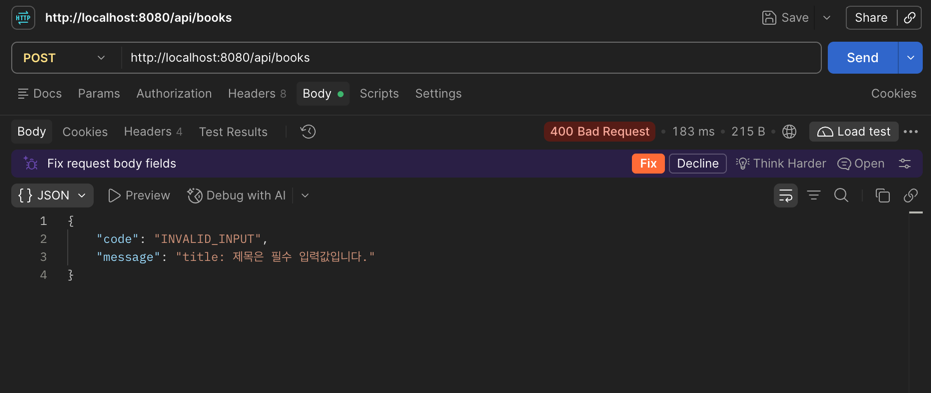 HTTP http://localhost:8080/api/books Save Share
POST http://localhost:8080/api/books Send
Docs Params Authorization Headers 8 Body Scripts Settings Cookies
Body Cookies Headers 4 Test Results 400 Bad Request 183 ms 215 B Load test
Fix request body fields Fix Decline Think Harder Open
{} JSON Preview Debug with AI
1 {
2 "code": "INVALID_INPUT",
3 "message": "title: 제목은 필수 입력값입니다."
4 }